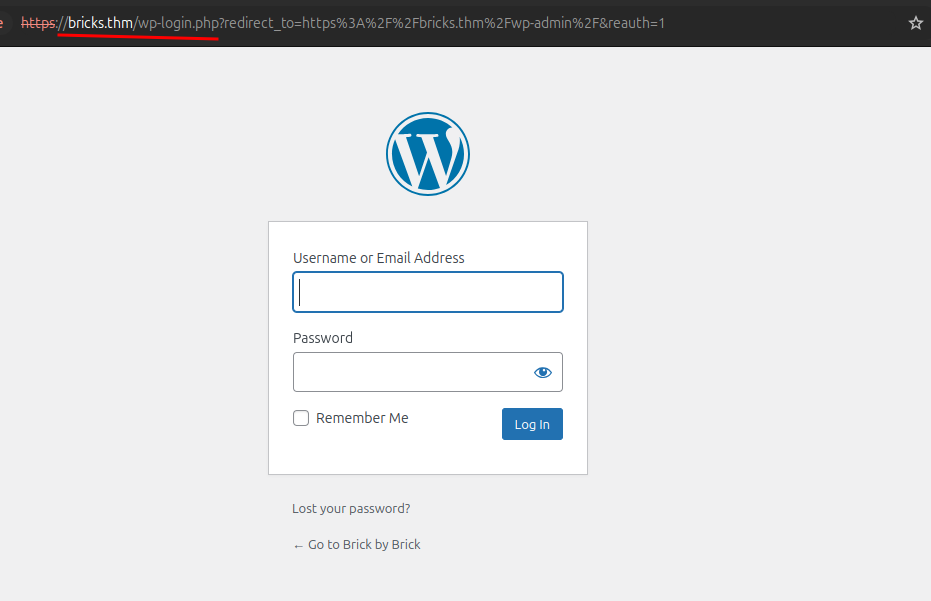 https://bricks.thm/wp-login.php?redirect_to=https%3A%2F%2Fbricks.thm%2Fwp-admin%2F&reauth=1
Username or Email Address
Password
Remember Me
Log In
Lost your password?
← Go to Brick by Brick